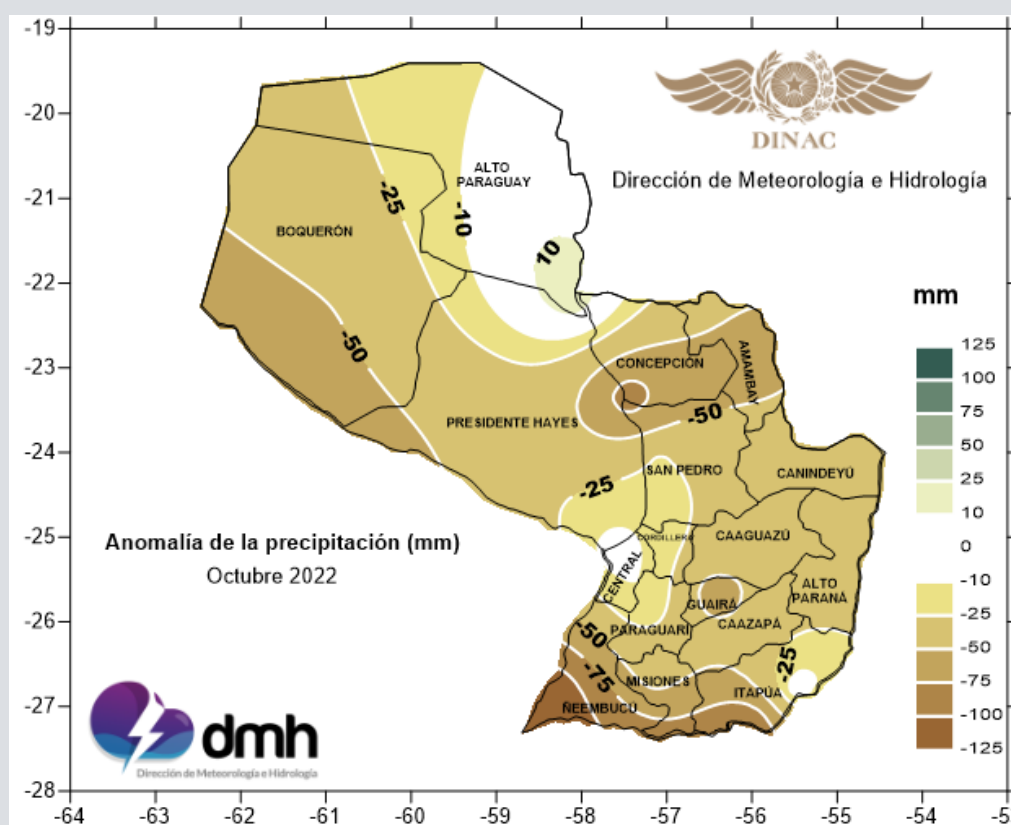 -19
-20
-21
-22
-23
-24
-25
-26
-27
-28
-64
-63
-62
-61
-60
-59
-58
-57
-56
-55
-54
DINAC
Dirección de Meteorología e Hidrología
ALTO
PARAGUAY
BOQUERÓN
-25
-10
10
-50
CONCEPCIÓN
AMAMBAY
PRESIDENTE HAYES
-50
SAN PEDRO
CANINDEYÚ
-25
CORDILLERA
CAAGUAZÚ
CENTRAL
ALTO
PARANÁ
GUAIRÁ
CAAZAPÁ
PARAGUARÍ
-50
-75
MISIONES
ITAPÚA
-25
ÑEEMBUCÚ
Anomalía de la precipitación (mm)
Octubre 2022
mm
125
100
75
50
25
10
0
-10
-25
-50
-75
-100
-125
dmh
Dirección de Meteorología e Hidrología